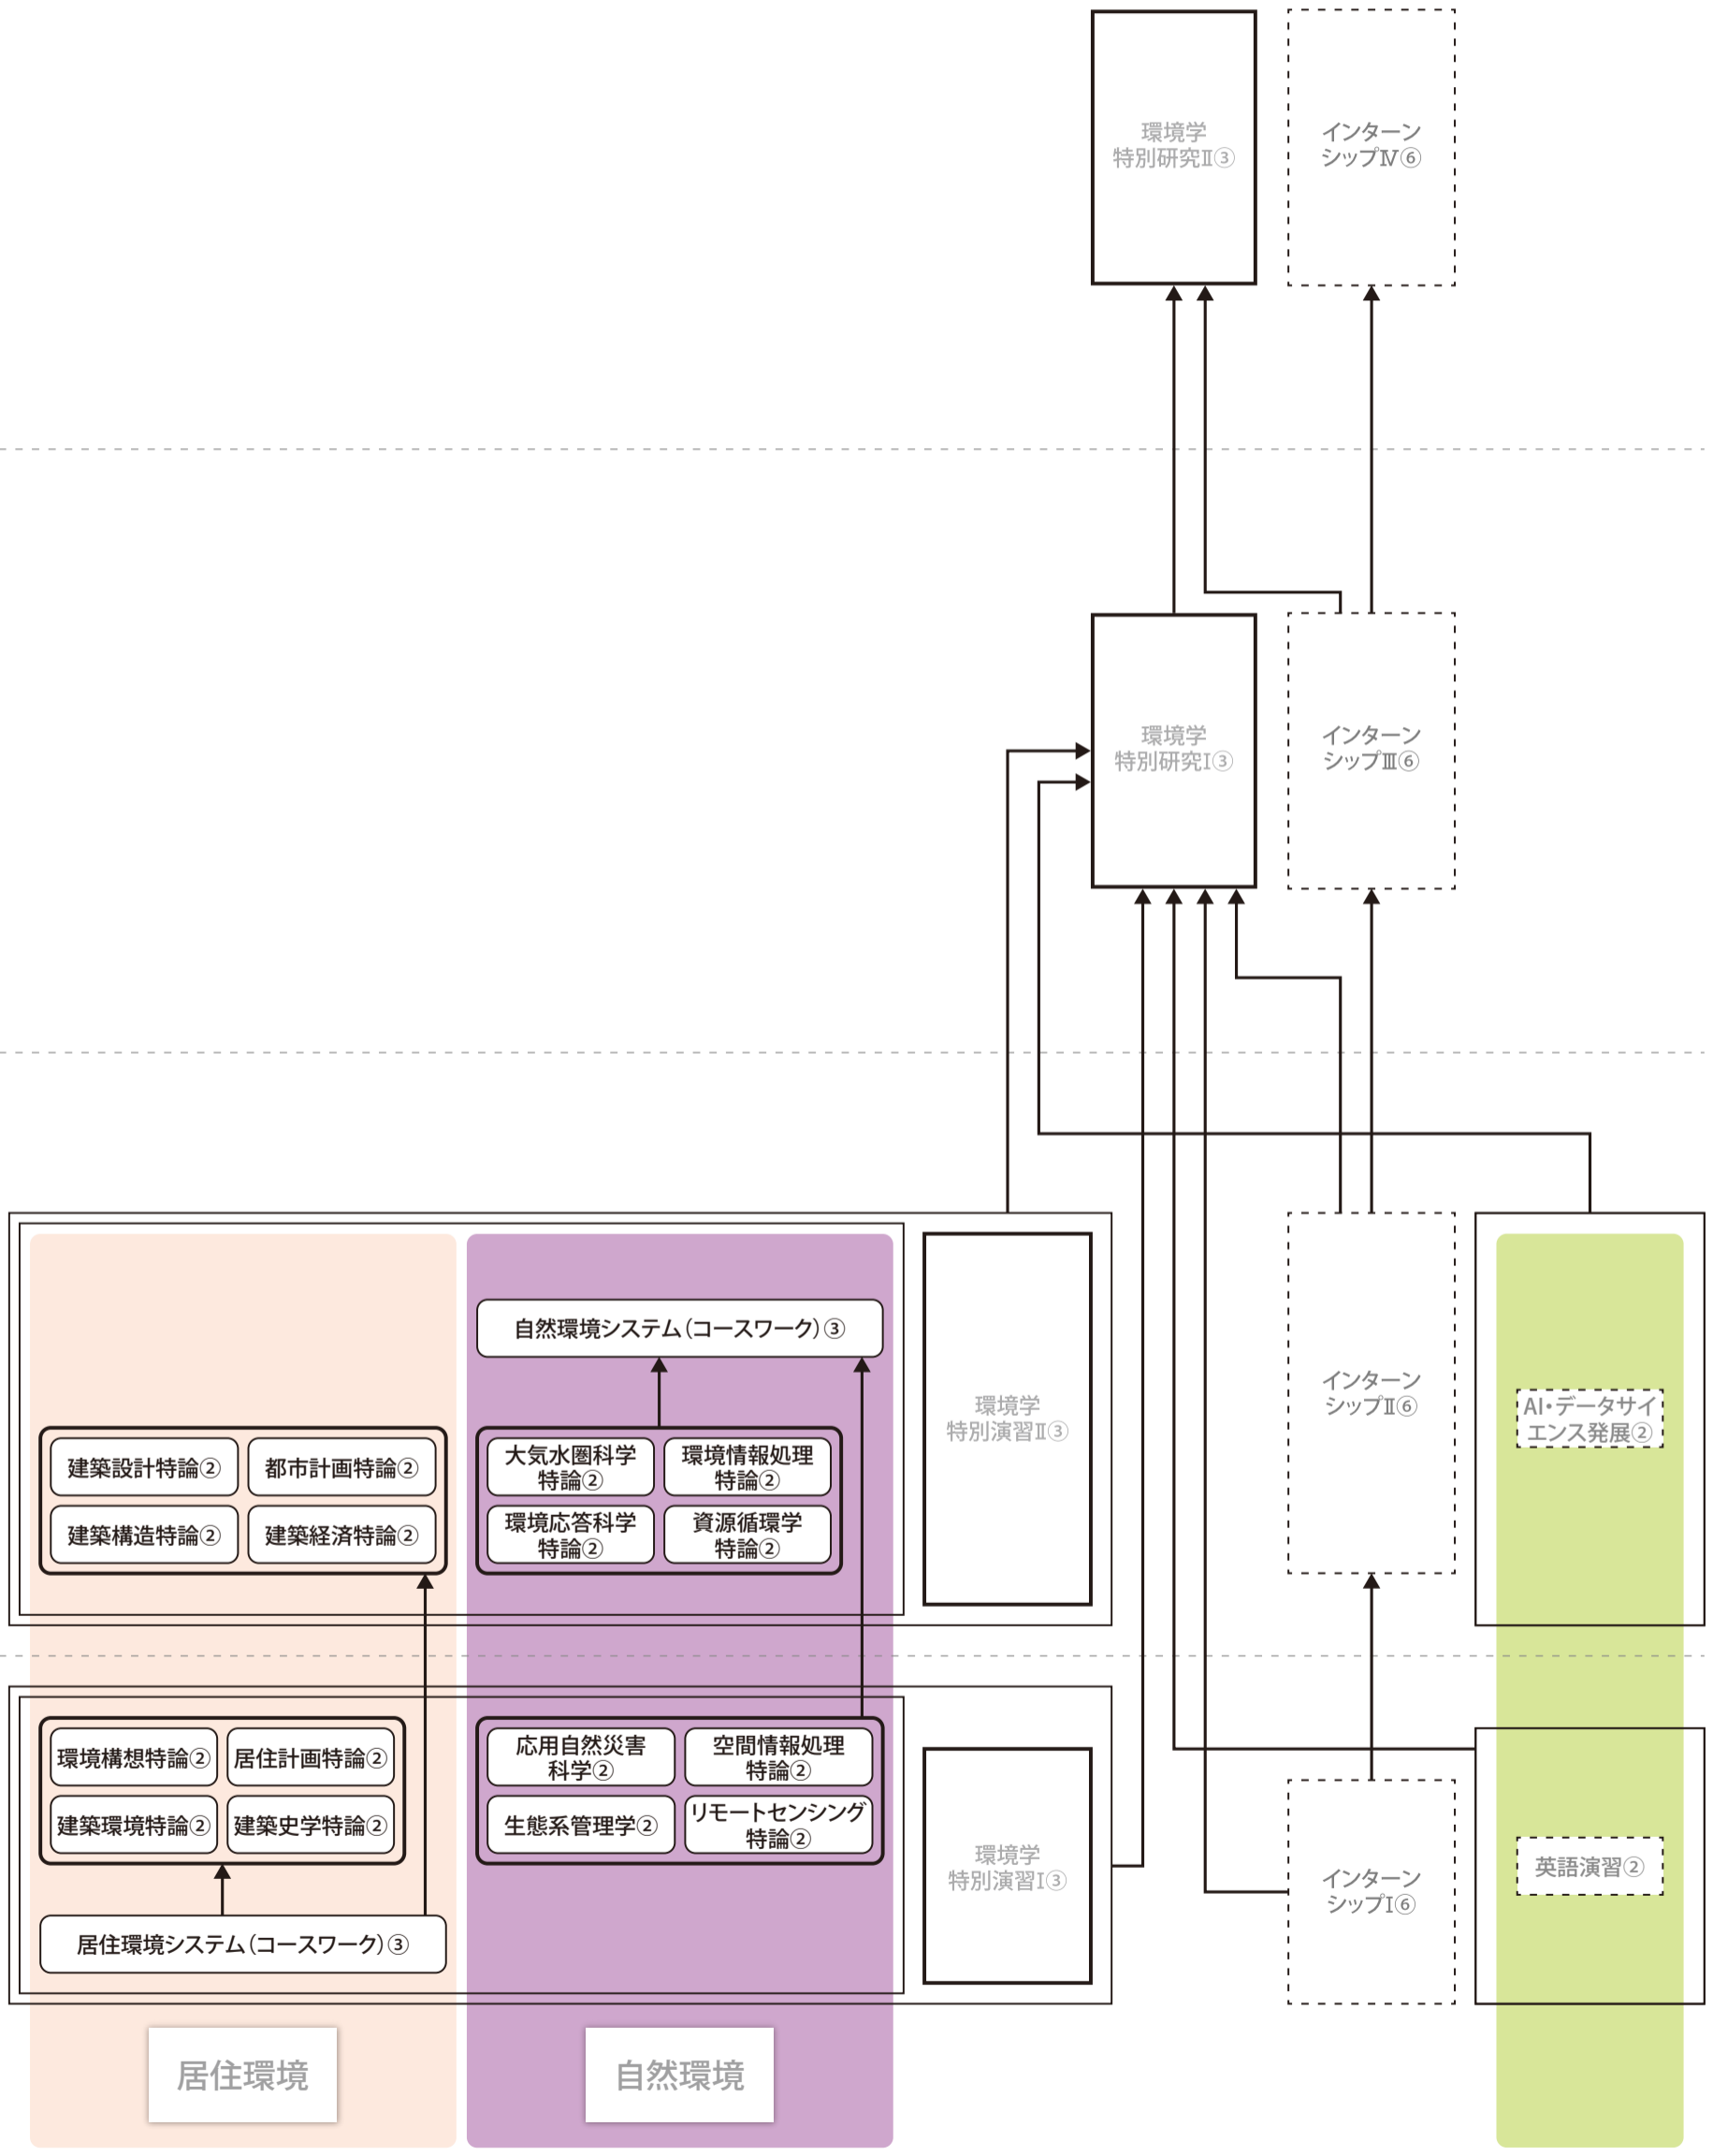 環境学
特別研究Ⅱ③
インターン
シップⅣ⑥
環境学
特別研究Ⅰ③
インターン
シップⅢ⑥
自然環境システム（コースワーク）③
建築設計特論②
都市計画特論②
建築構造特論②
建築経済特論②
大気水圏科学
特論②
環境情報処理
特論②
環境応答科学
特論②
資源循環学
特論②
環境学
特別演習Ⅱ③
インターン
シップⅡ⑥
AI・データサイ
エンス発展②
環境構想特論②
居住計画特論②
建築環境特論②
建築史学特論②
居住環境システム（コースワーク）③
応用自然災害
科学②
空間情報処理
特論②
生態系管理学②
リモートセンシング
特論②
環境学
特別演習Ⅰ③
インターン
シップⅠ⑥
英語演習②
居住環境
自然環境